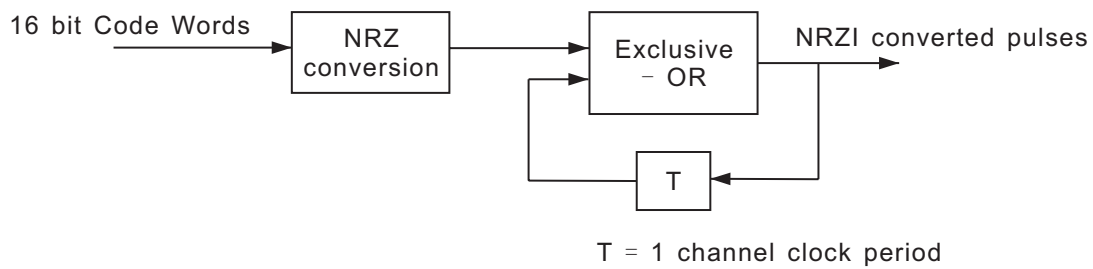 16 bit Code Words
NRZ
conversion
Exclusive
– OR
NRZI converted pulses
T
T = 1 channel clock period